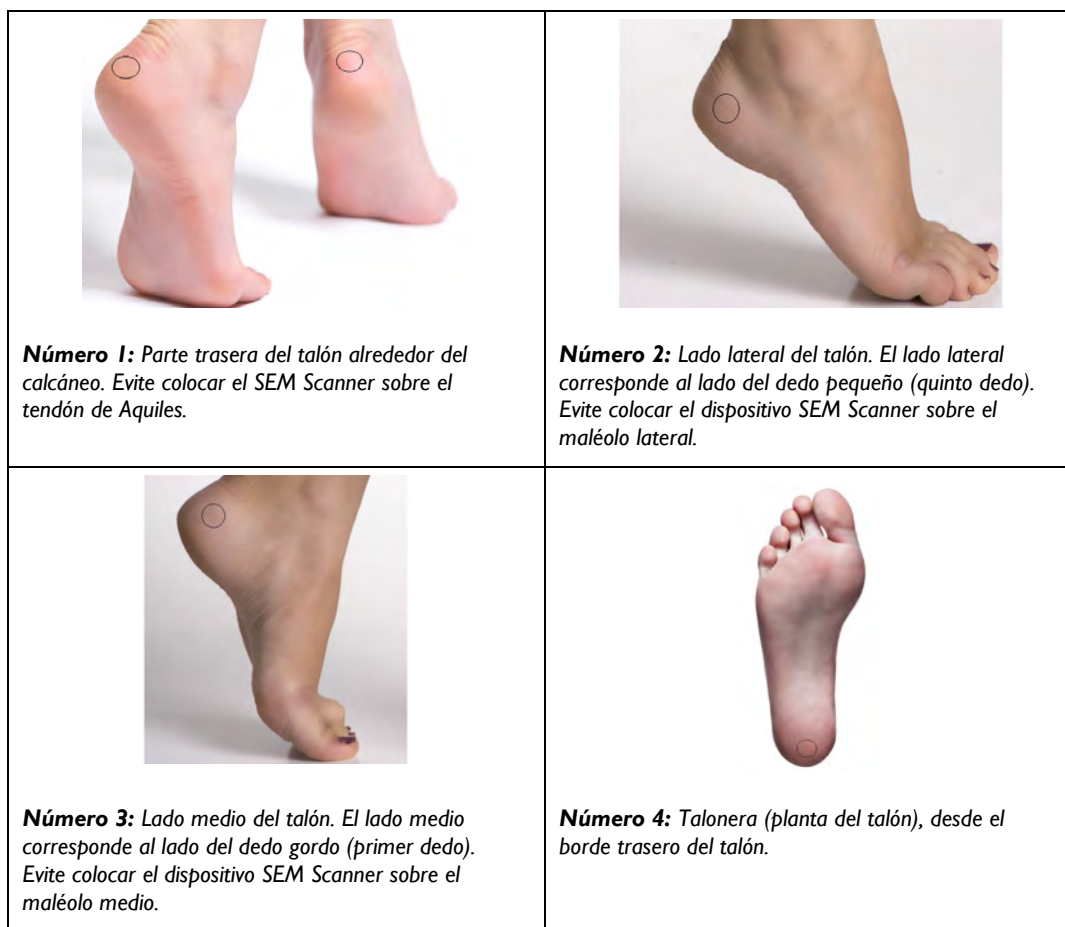 Número 1: Parte trasera del talón alrededor del
calcáneo. Evite colocar el SEM Scanner sobre el
tendón de Aquiles.
Número 2: Lado lateral del talón. El lado lateral
corresponde al lado del dedo pequeño (quinto dedo).
Evite colocar el dispositivo SEM Scanner sobre el
maléolo lateral.
Número 3: Lado medio del talón. El lado medio
corresponde al lado del dedo gordo (primer dedo).
Evite colocar el dispositivo SEM Scanner sobre el
maléolo medio.
Número 4: Talonera (planta del talón), desde el
borde trasero del talón.